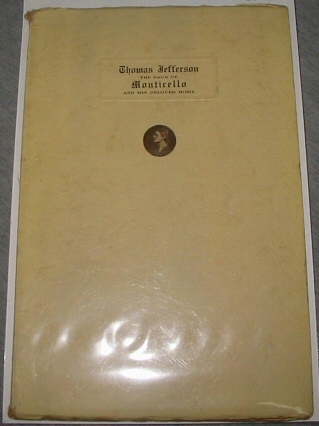 Thomas Jefferson
THE SAGE OF
Monticello
AND HIS BELOVED HOME